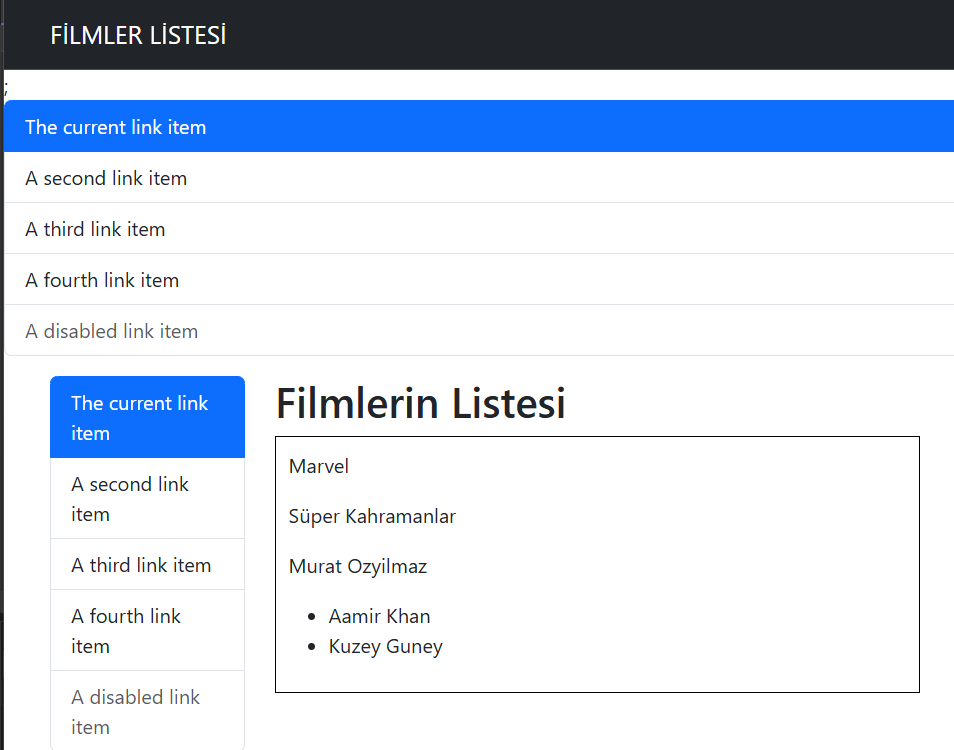 FİLMLER LİSTESİ
;
The current link item
A second link item
A third link item
A fourth link item
A disabled link item
The current link
item
A second link
item
A third link item
A fourth link
item
A disabled link
item
Filmlerin Listesi
Marvel
Süper Kahramanlar
Murat Ozyilmaz
• Aamir Khan
• Kuzey Guney